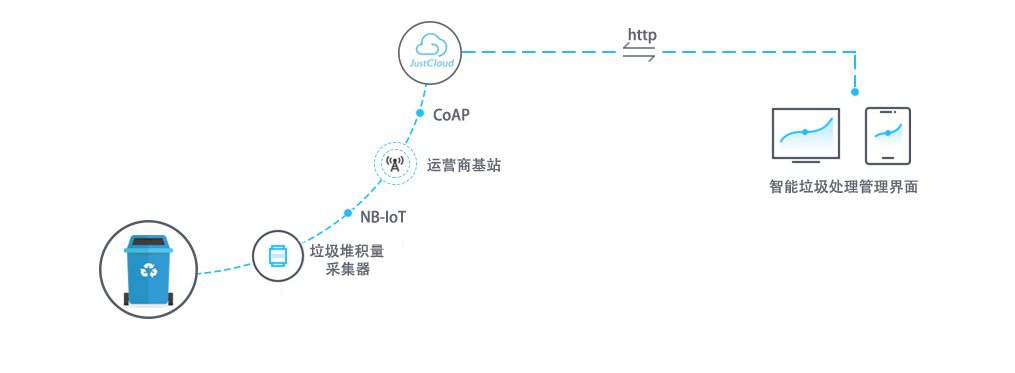 http
JustCloud
CoAP
运营商基站
智能垃圾处理管理界面
NB-IoT
垃圾堆积量
采集器